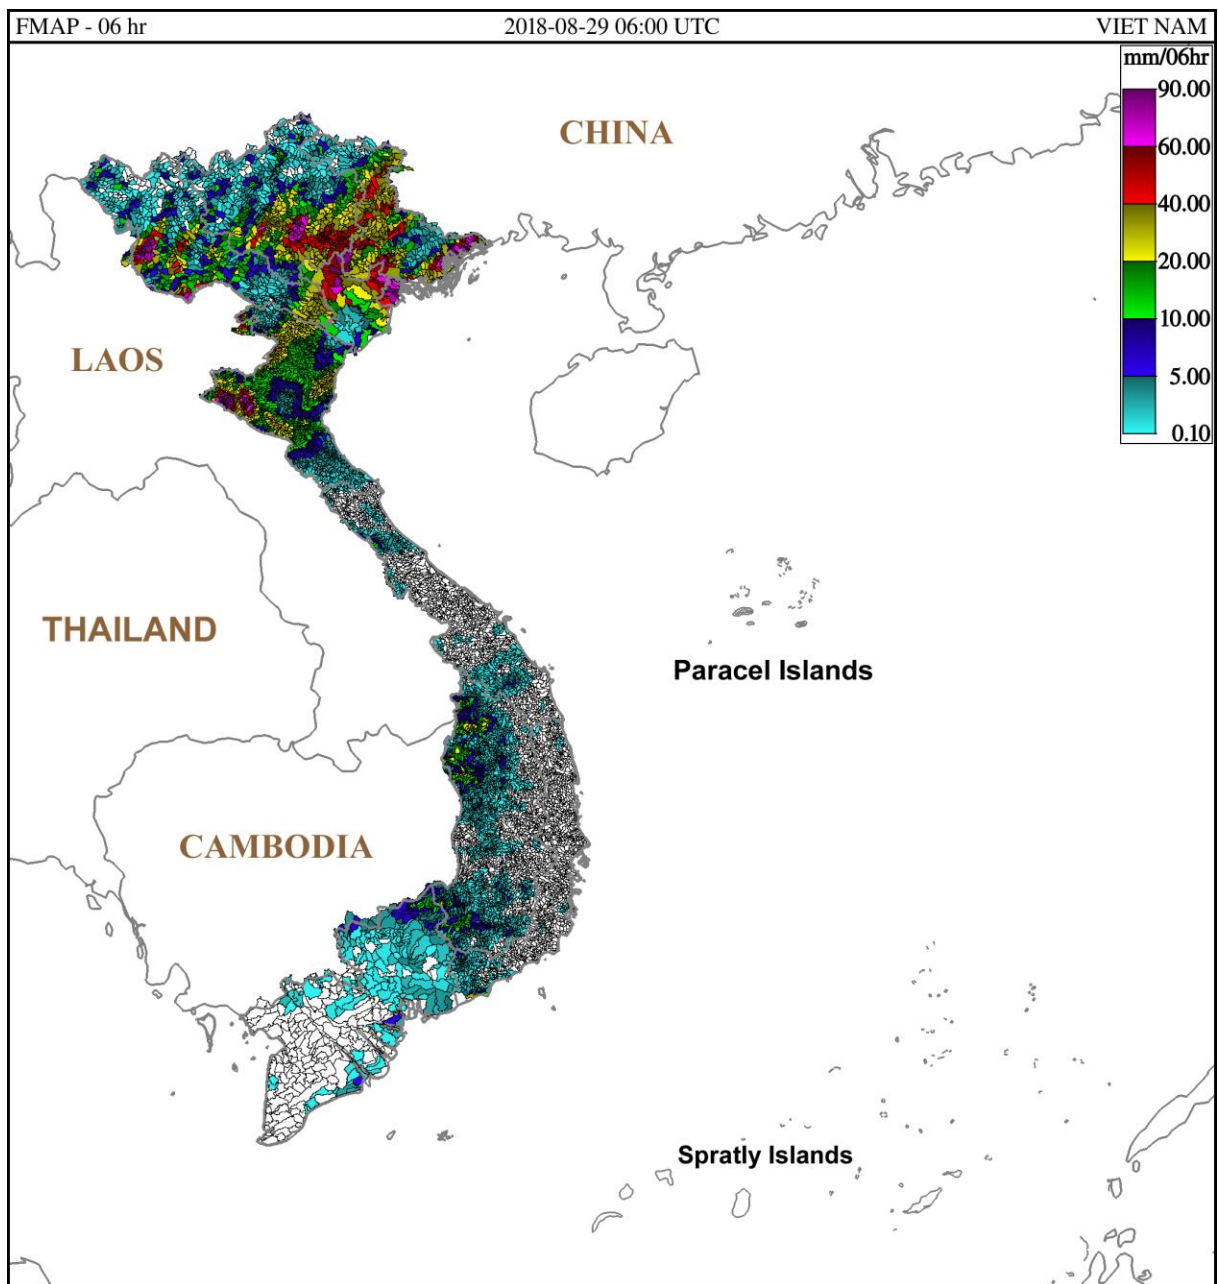 FMAP - 06 hr 2018-08-29 06:00 UTC VIET NAM
mm/06hr
90.00
60.00
40.00
20.00
10.00
5.00
0.10
CHINA
LAOS
THAILAND
Paracel Islands
CAMBODIA
Spratly Islands